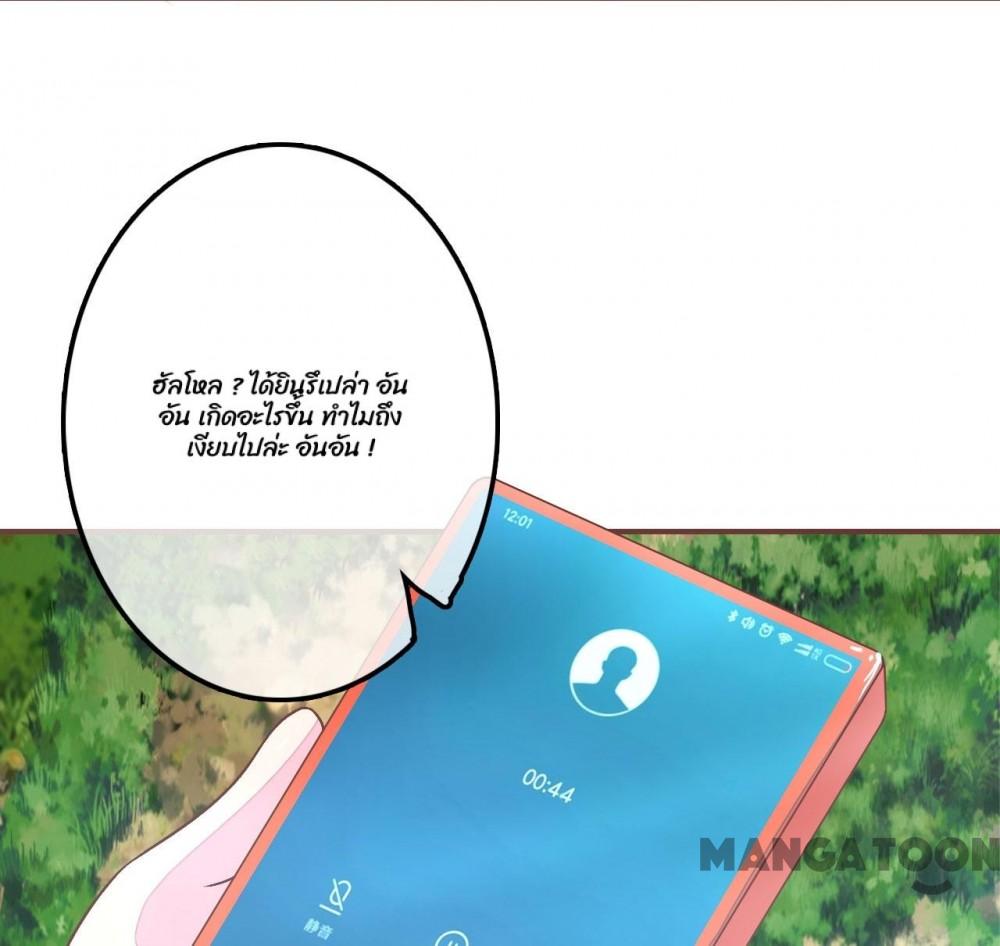 ฮัลโหล ? ได้ยินรึเปล่า อัน
อัน เกิดอะไรขึ้น ทำไมถึง
เงียบไปล่ะ อันอัน !
12:01
00:44
静音
MANGATOON